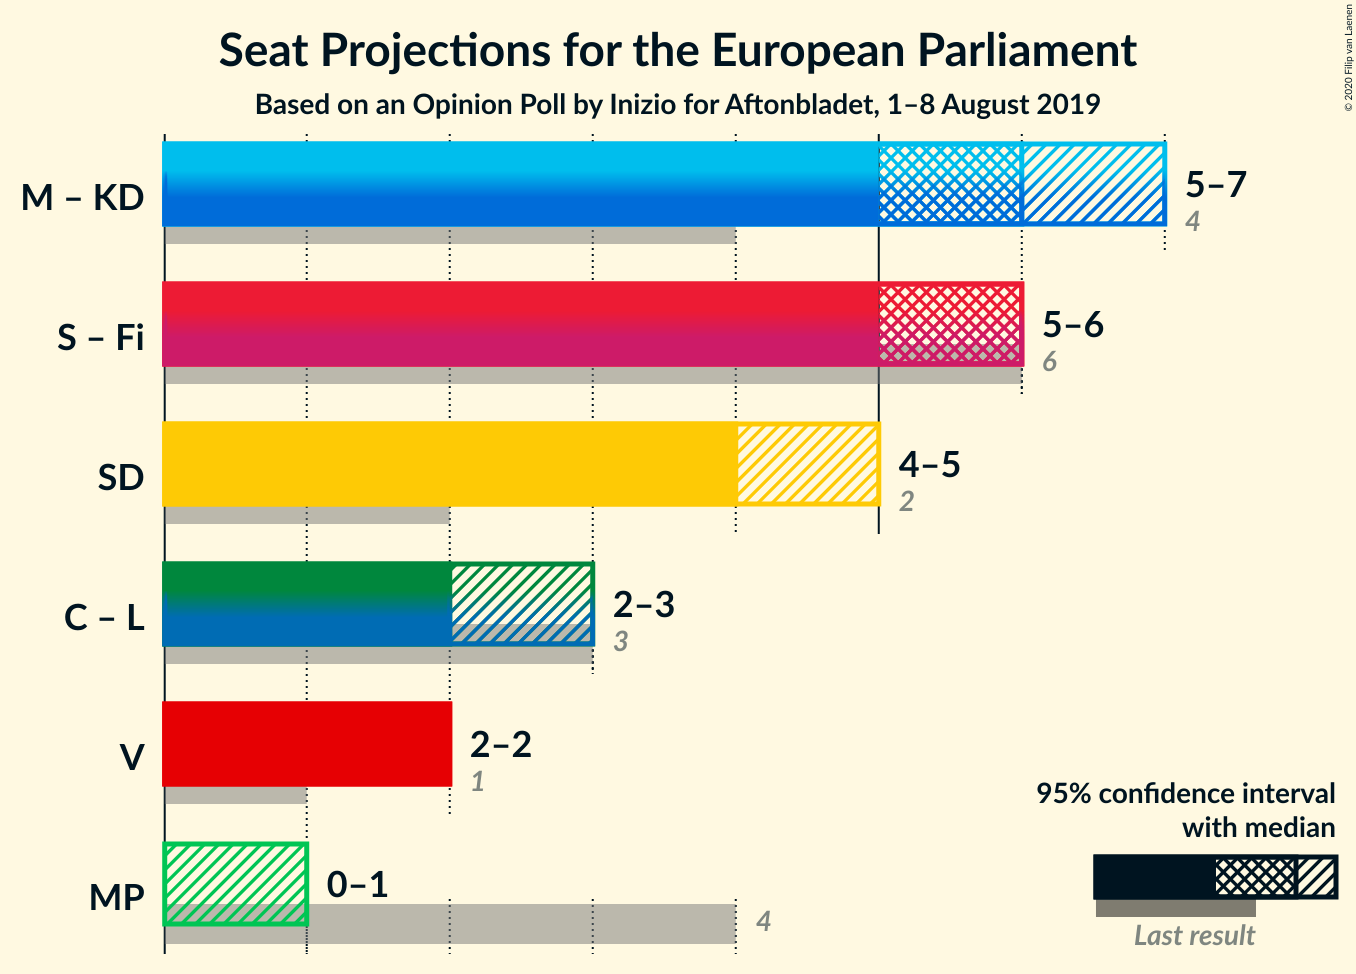 Seat Projections for the European Parliament
Based on an Opinion Poll by Inizio for Aftonbladet, 1–8 August 2019
© 2020 Filip van Laenen
M – KD
5–7
4
S – Fi
5–6
6
SD
4–5
2
C – L
2–3
3
V
2–2
1
MP
0–1
4
95% confidence interval
with median
Last result